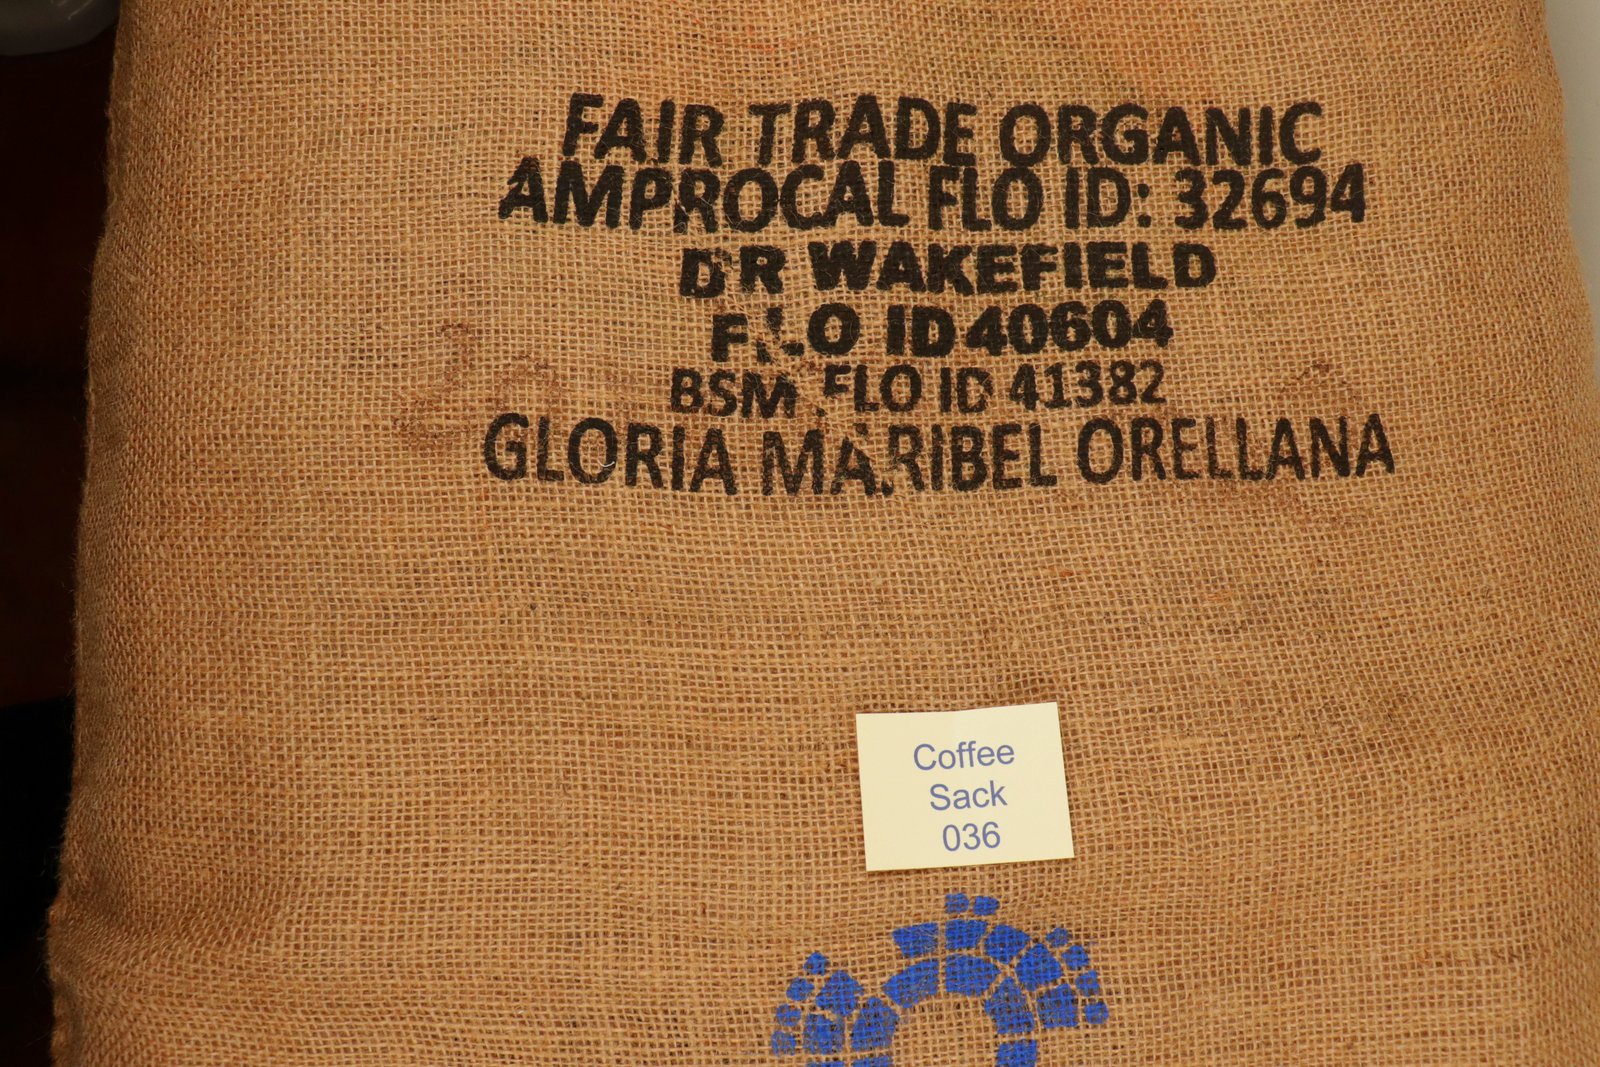 FAIR TRADE ORGANIC
AMPROCAL FLO ID: 32694
DR WAKEFIELD
FLO ID 40604
BSM FLO ID 41382
GLORIA MARIBEL ORELLANA
Coffee
Sack
036